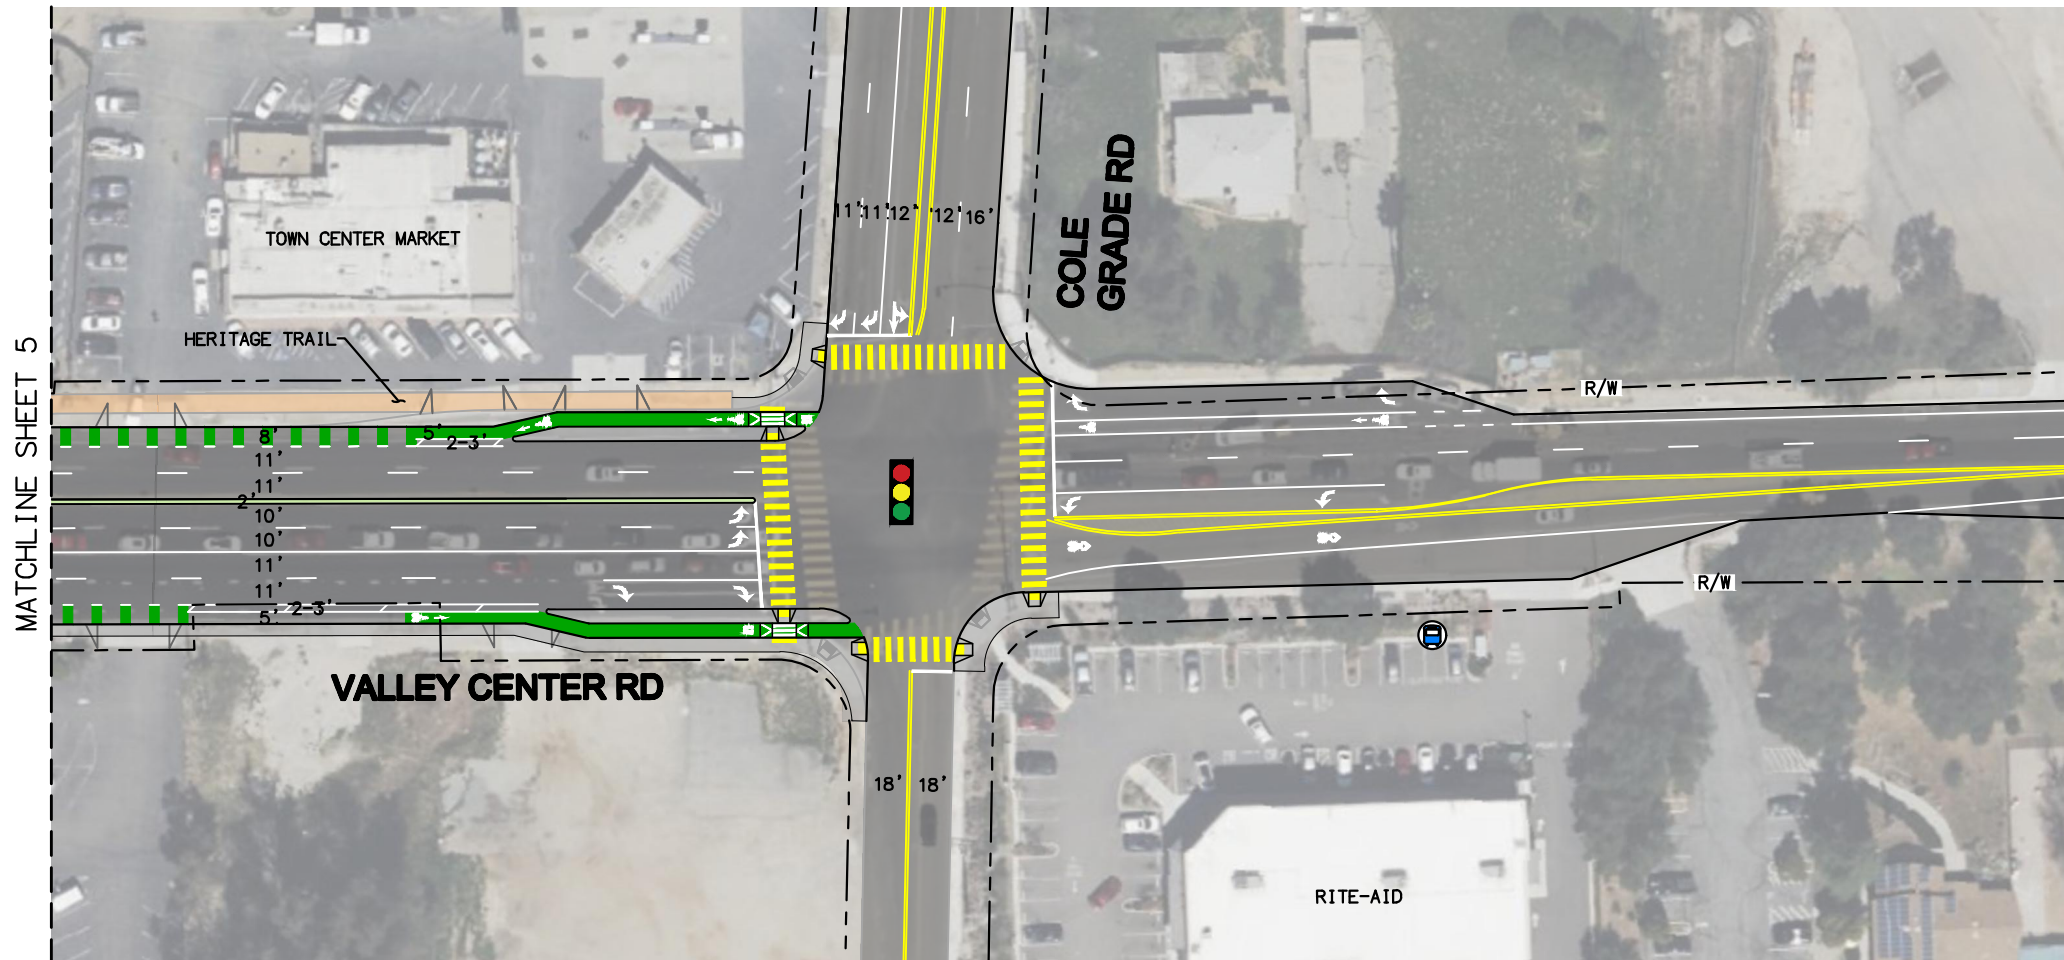 MATCHLINE SHEET 5
TOWN CENTER MARKET
HERITAGE TRAIL
11' 11' 12' 12' 16'
COLE
GRADE RD
R/W
8'
5'
2-3'
11'
11'
2'
10'
10'
11'
11'
2-3'
5'
R/W
VALLEY CENTER RD
18' 18'
RITE-AID